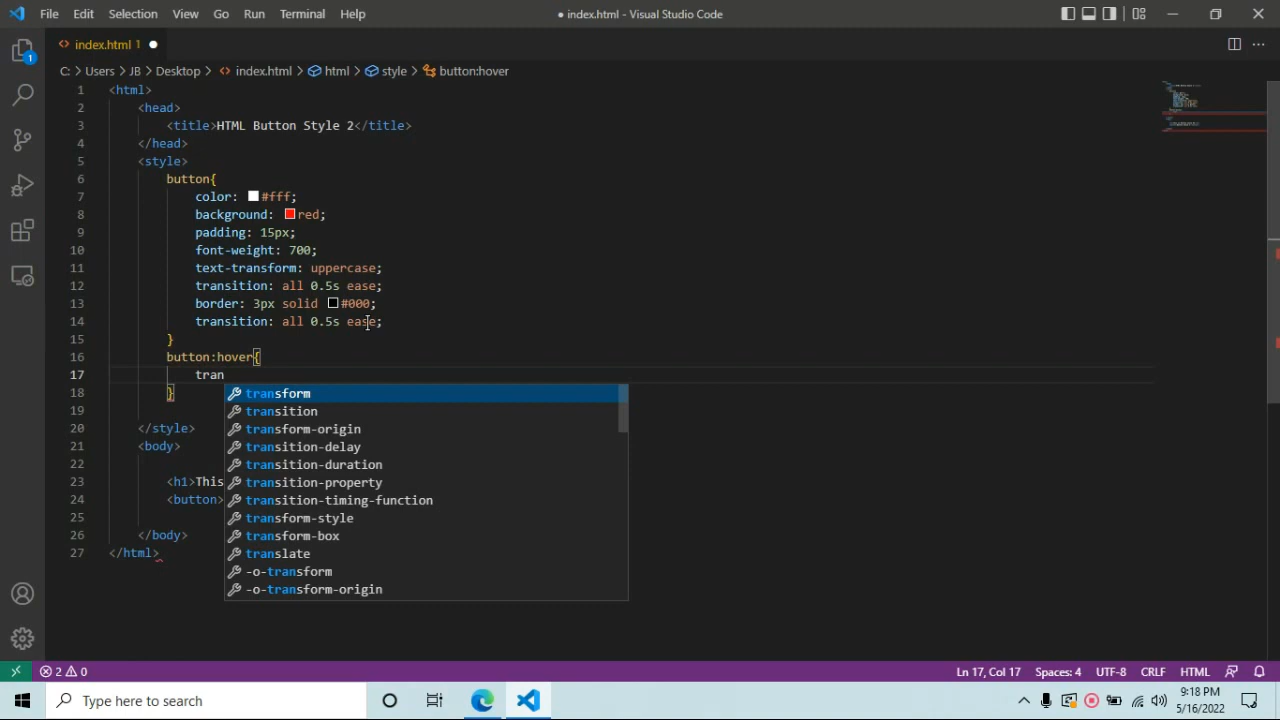 File Edit Selection View Go Run Terminal Help
● index.html - Visual Studio Code
index.html 1
C: > Users > JB > Desktop > index.html > html > style > button:hover
1 <html>
2 <head>
3 <title>HTML Button Style 2</title>
4 </head>
5 <style>
6 button{
7 color: #fff;
8 background: red;
9 padding: 15px;
10 font-weight: 700;
11 text-transform: uppercase;
12 transition: all 0.5s ease;
13 border: 3px solid #000;
14 transition: all 0.5s ease;
15 }
16 button:hover{
17 tran
18 }
19
20 </style>
21 <body>
22
23 <h1>This
24 <button>
25
26 </body>
27 </html>
transform
transition
transform-origin
transition-delay
transition-duration
transition-property
transition-timing-function
transform-style
transform-box
translate
-o-transform
-o-transform-origin
1
2 0
Ln 17, Col 17 Spaces: 4 UTF-8 CRLF HTML
Type here to search
9:18 PM
5/16/2022